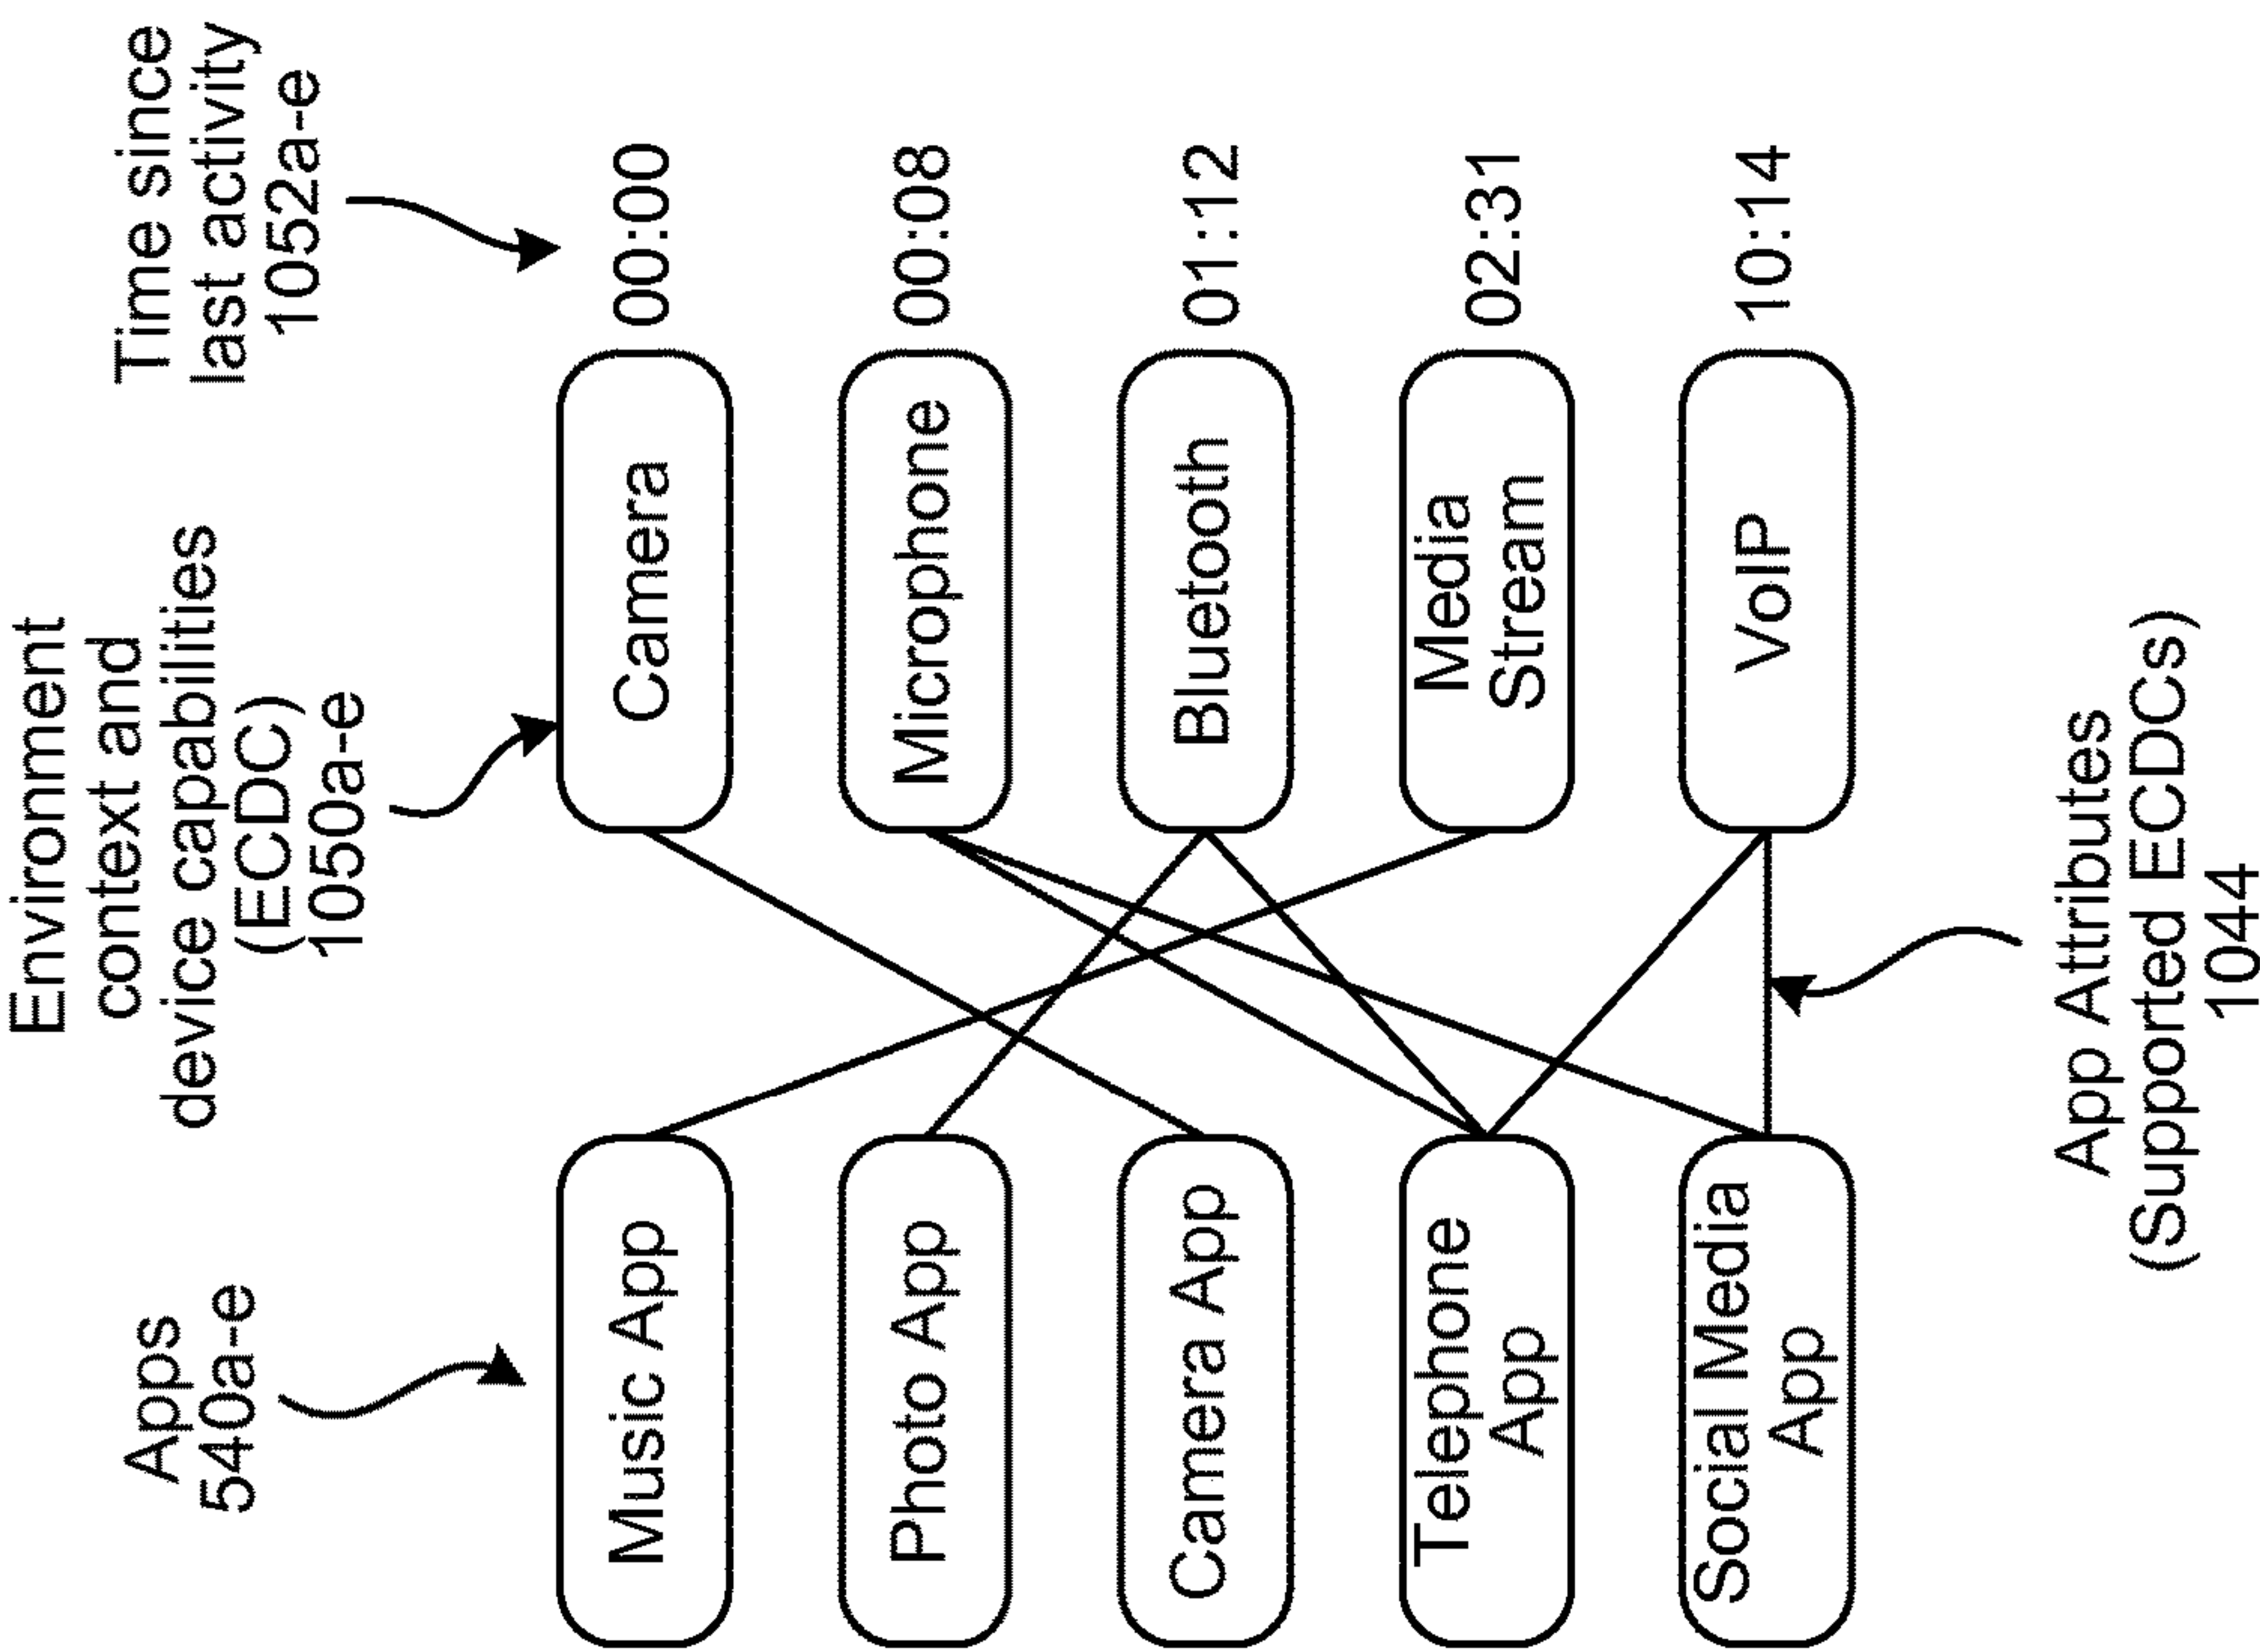 Apps
540a-e
Environment
context and
device capabilities
(ECDC)
1050a-e
Time since
last activity
1052a-e
Music App
Camera
00:00
Photo App
Microphone
00:08
Camera App
Bluetooth
01:12
Telephone
App
Media
Stream
02:31
Social Media
App
VoIP
10:14
App Attributes
(Supported ECDCs)
1044